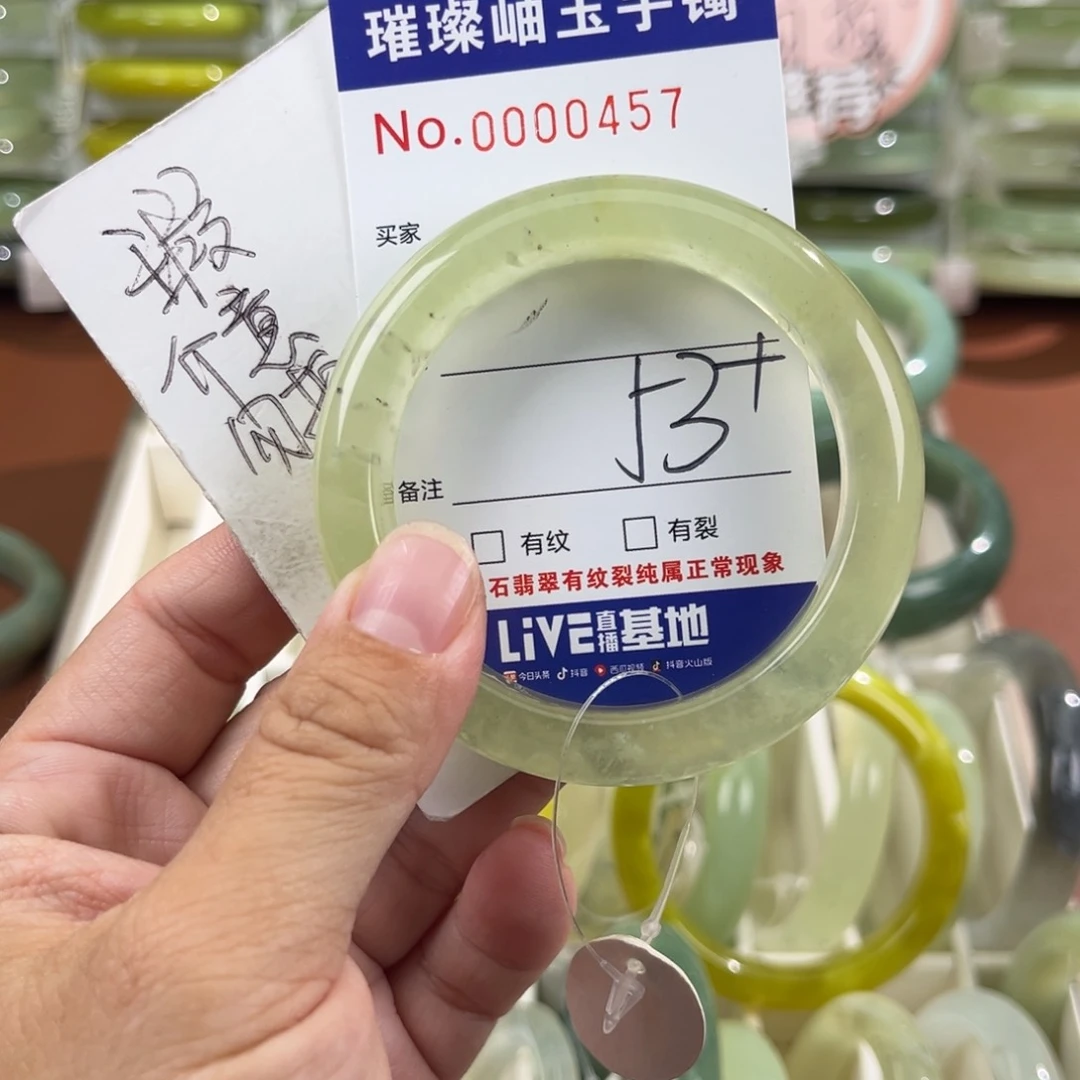 璀璨岫玉手镯
No.0000457
买家
53+
备注
□ 有纹 □ 有裂
石翡翠有纹裂纯属正常现象
LiVE直播基地
今日头条 抖音 西瓜视频 抖音火山版